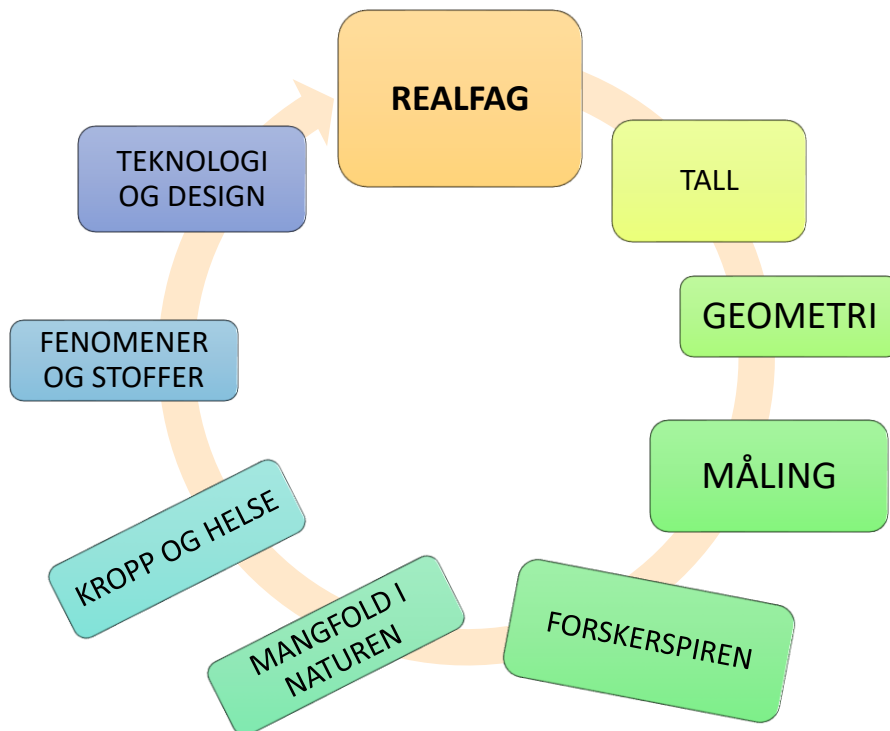 REALFAG
TALL
GEOMETRI
MÅLING
FORSKERSPIREN
MANGFOLD I
NATUREN
KROPP OG HELSE
FENOMENER
OG STOFFER
TEKNOLOGI
OG DESIGN